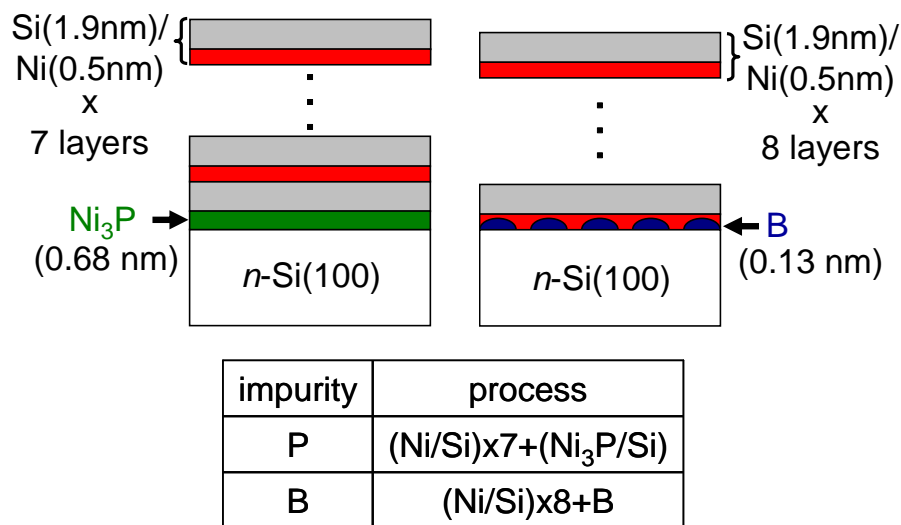 Si(1.9nm)/
Ni(0.5nm)
x
7 layers
Ni₃P
(0.68 nm)
n-Si(100)
Si(1.9nm)/
Ni(0.5nm)
x
8 layers
B
(0.13 nm)
n-Si(100)
impurity process
P (Ni/Si)x7+(Ni₃P/Si)
B (Ni/Si)x8+B